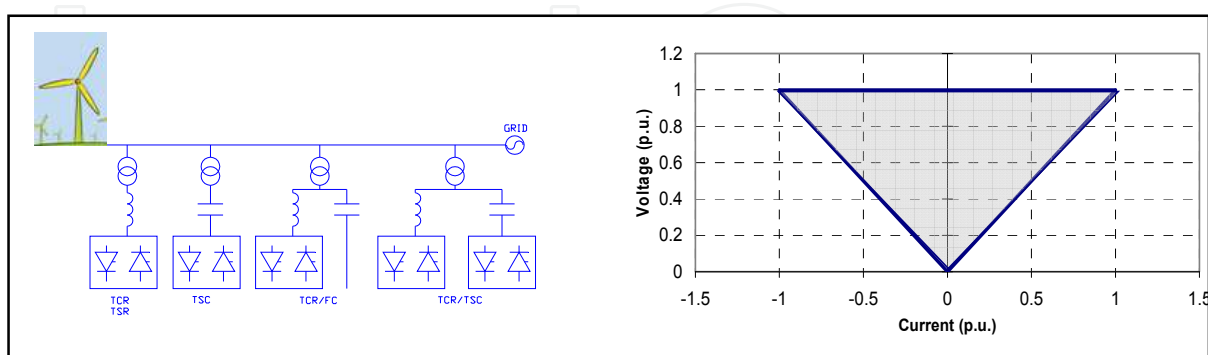 GRID
TCR
TSR
TSC
TCR/FC
TCR/TSC
Voltage (p.u.)
1.2
1
0.8
0.6
0.4
0.2
0
-1.5 -1 -0.5 0 0.5 1 1.5
Current (p.u.)